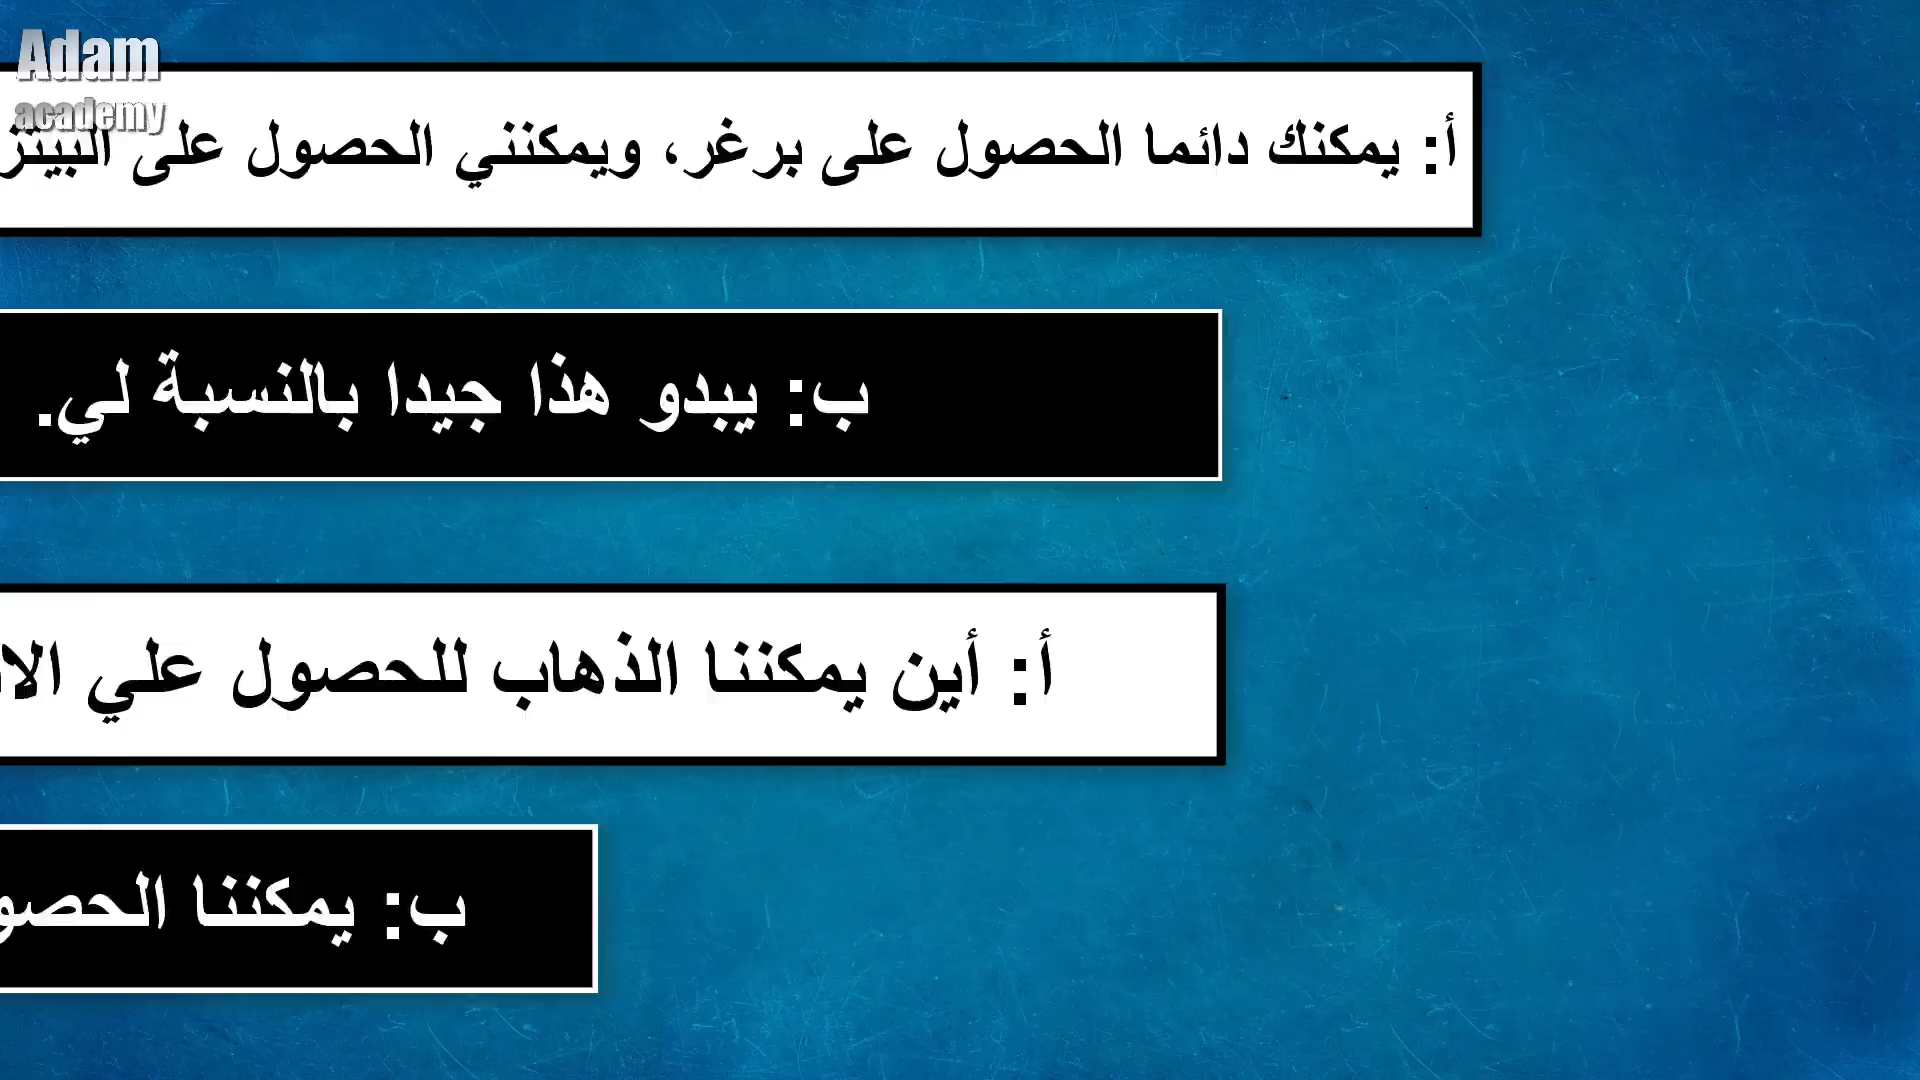 Adam
academy
أ: يمكنك دائما الحصول على برغر، ويمكنني الحصول على
ب: يبدو هذا جيدا بالنسبة لي.
أ: أين يمكننا الذهاب للحصول علي
ب: يمكننا